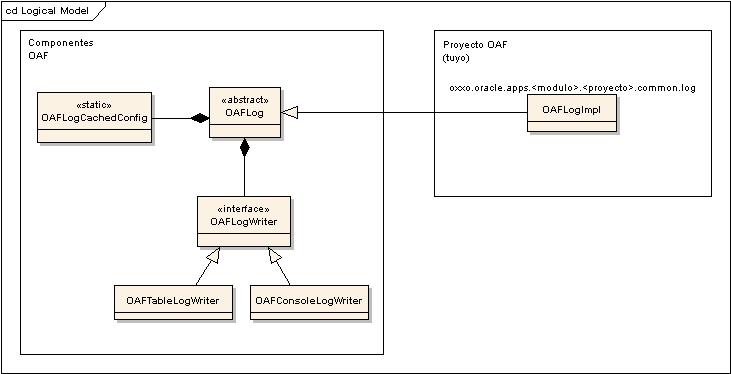 cd Logical Model
Componentes
OAF
«static»
OAFLogCachedConfig
«abstract»
OAFLog
«interface»
OAFLogWriter
OAFTableLogWriter
OAFConsoleLogWriter
Proyecto OAF
(tuyo)
oxxo.oracle.apps.<modulo>.<proyecto>.common.log
OAFLogImpl